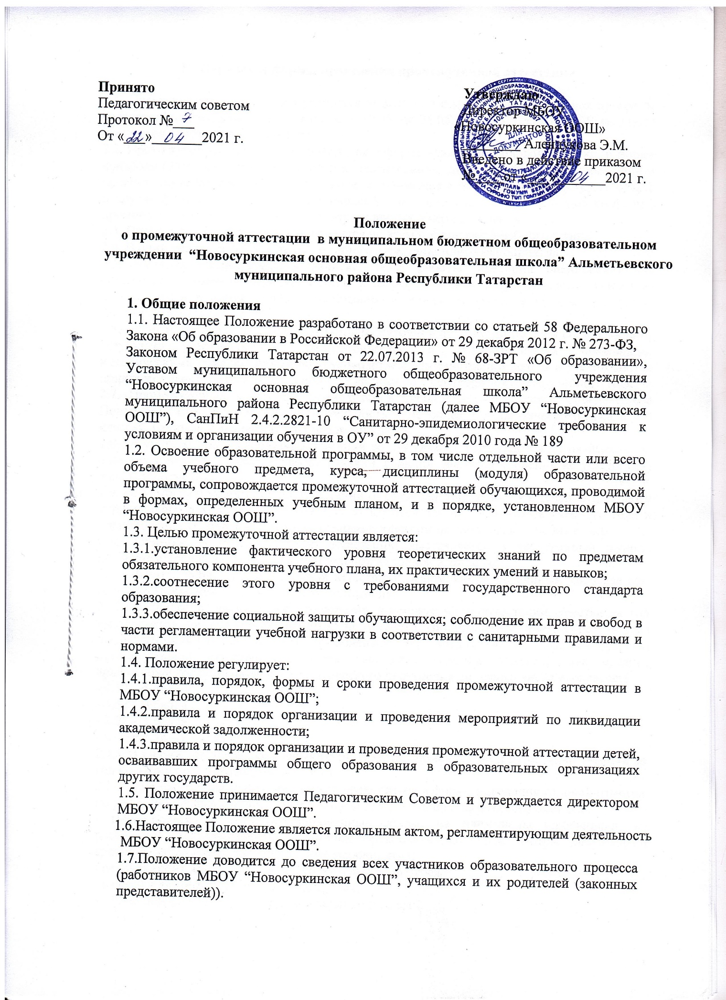 Принято
Педагогическим советом
Протокол № 7
От «22» 04 2021 г.
Утверждаю
Директор МБОУ
«Новосуркинская ООШ»
Алендукова Э.М.
Введено в действие приказом
№ от « » 04 2021 г.
ДЛЯ
ДОКУМЕНТОВ
Положение
о промежуточной аттестации в муниципальном бюджетном общеобразовательном
учреждении “Новосуркинская основная общеобразовательная школа” Альметьевского
муниципального района Республики Татарстан
1. Общие положения
1.1. Настоящее Положение разработано в соответствии со статьей 58 Федерального
Закона «Об образовании в Российской Федерации» от 29 декабря 2012 г. № 273-ФЗ,
Законом Республики Татарстан от 22.07.2013 г. № 68-ЗРТ «Об образовании»,
Уставом муниципального бюджетного общеобразовательного учреждения
“Новосуркинская основная общеобразовательная школа” Альметьевского
муниципального района Республики Татарстан (далее МБОУ “Новосуркинская
ООШ”), СанПиН 2.4.2.2821-10 “Санитарно-эпидемиологические требования к
условиям и организации обучения в ОУ” от 29 декабря 2010 года № 189
1.2. Освоение образовательной программы, в том числе отдельной части или всего
объема учебного предмета, курса, дисциплины (модуля) образовательной
программы, сопровождается промежуточной аттестацией обучающихся, проводимой
в формах, определенных учебным планом, и в порядке, установленном МБОУ
“Новосуркинская ООШ”.
1.3. Целью промежуточной аттестации является:
1.3.1.установление фактического уровня теоретических знаний по предметам
обязательного компонента учебного плана, их практических умений и навыков;
1.3.2.соотнесение этого уровня с требованиями государственного стандарта
образования;
1.3.3.обеспечение социальной защиты обучающихся; соблюдение их прав и свобод в
части регламентации учебной нагрузки в соответствии с санитарными правилами и
нормами.
1.4. Положение регулирует:
1.4.1.правила, порядок, формы и сроки проведения промежуточной аттестации в
МБОУ “Новосуркинская ООШ”;
1.4.2.правила и порядок организации и проведения мероприятий по ликвидации
академической задолженности;
1.4.3.правила и порядок организации и проведения промежуточной аттестации детей,
осваивавших программы общего образования в образовательных организациях
других государств.
1.5. Положение принимается Педагогическим Советом и утверждается директором
МБОУ “Новосуркинская ООШ”.
1.6.Настоящее Положение является локальным актом, регламентирующим деятельность
МБОУ “Новосуркинская ООШ”.
1.7.Положение доводится до сведения всех участников образовательного процесса
(работников МБОУ “Новосуркинская ООШ”, учащихся и их родителей (законных
представителей)).